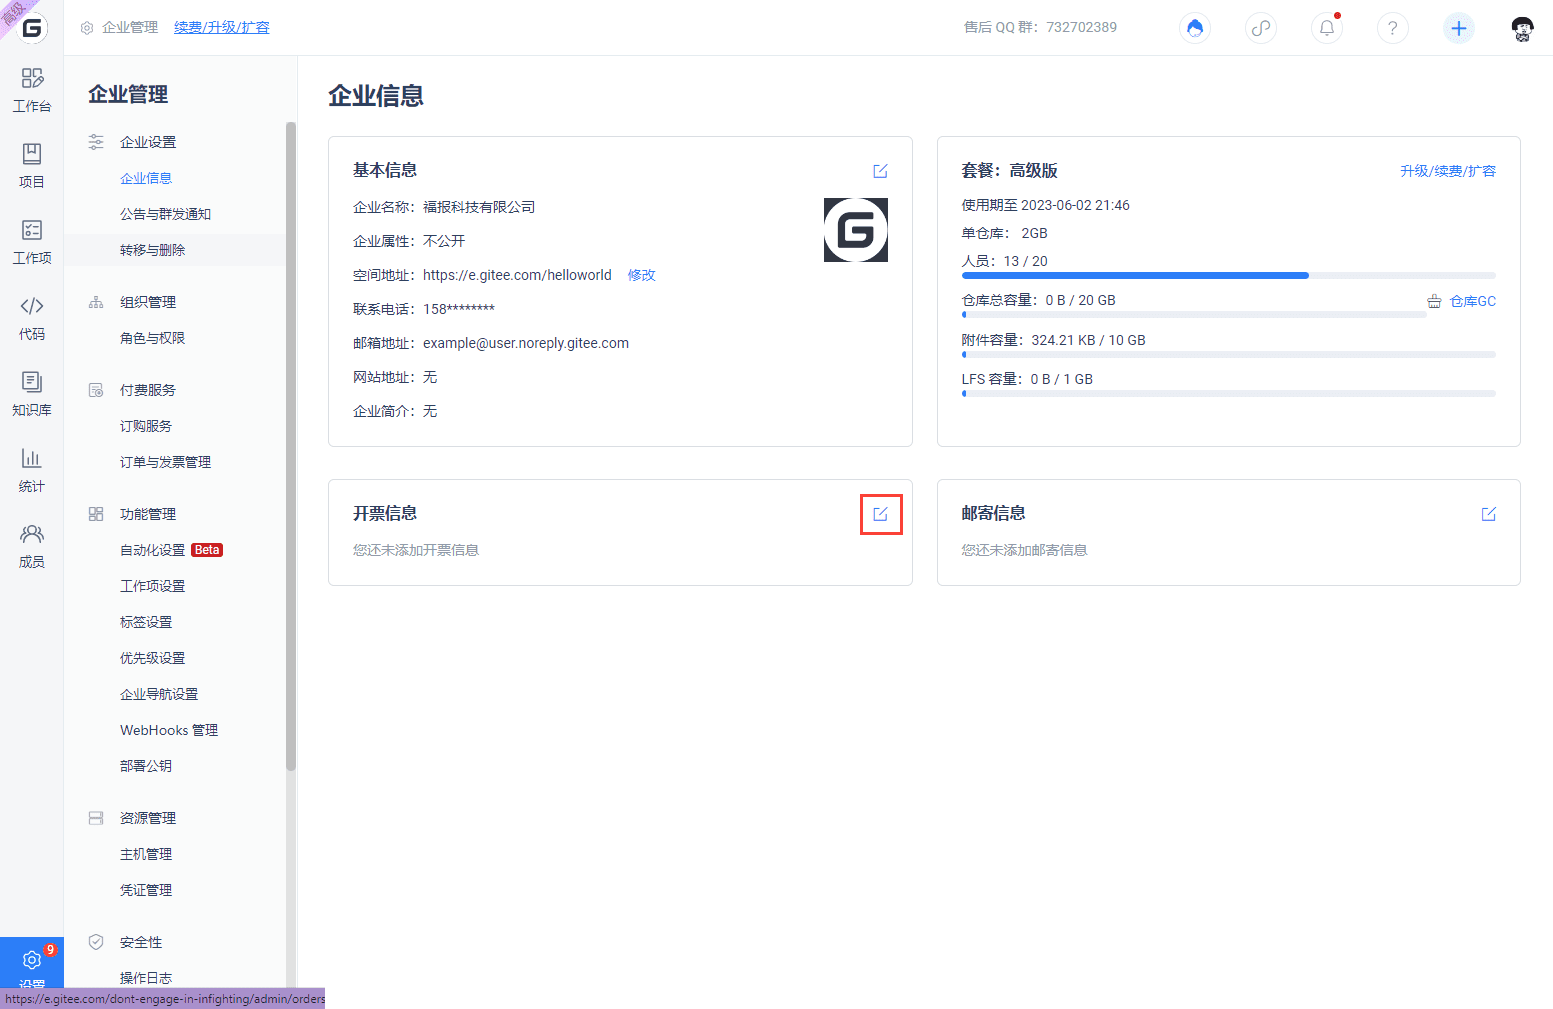 高级
企业管理 续费/升级/扩容
售后 QQ 群：732702389
工作台
项目
工作项
代码
知识库
统计
成员
9
设置
企业管理
企业设置
企业信息
公告与群发通知
转移与删除
组织管理
角色与权限
付费服务
订购服务
订单与发票管理
功能管理
自动化设置 Beta
工作项设置
标签设置
优先级设置
企业导航设置
WebHooks 管理
部署公钥
资源管理
主机管理
凭证管理
安全性
操作日志
企业信息
基本信息
企业名称：福报科技有限公司
企业属性：不公开
空间地址：https://e.gitee.com/helloworld 修改
联系电话：158********
邮箱地址：example@user.noreply.gitee.com
网站地址：无
企业简介：无
套餐：高级版 升级/续费/扩容
使用期至 2023-06-02 21:46
单仓库： 2GB
人员：13 / 20
仓库总容量：0 B / 20 GB 仓库GC
附件容量：324.21 KB / 10 GB
LFS 容量：0 B / 1 GB
开票信息
您还未添加开票信息
邮寄信息
您还未添加邮寄信息
https://e.gitee.com/dont-engage-in-infighting/admin/orders